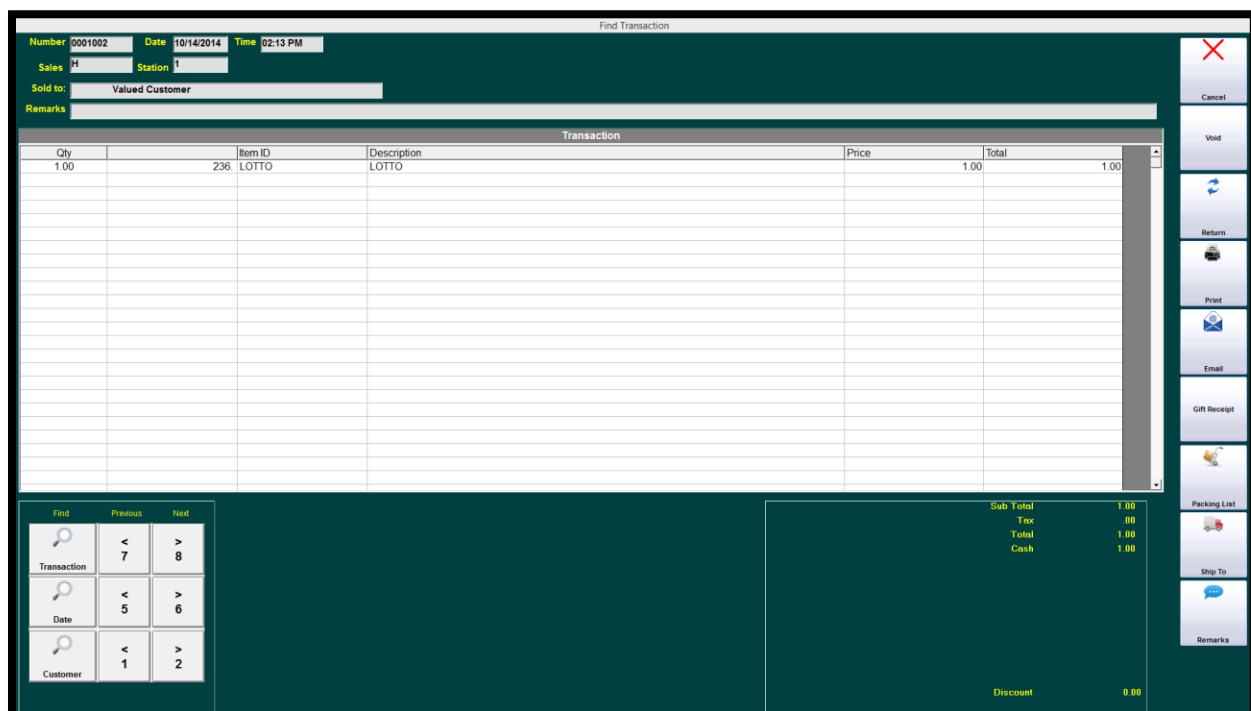 Find Transaction
Number 0001002 Date 10/14/2014 Time 02:13 PM
Sales H Station 1
Sold to: Valued Customer
Remarks
Transaction
Qty Item ID Description Price Total
1.00 236. LOTTO LOTTO 1.00 1.00
Cancel
Void
Return
Print
Email
Gift Receipt
Packing List
Ship To
Remarks
Find Previous Next
Transaction < 7 > 8
Date < 5 > 6
Customer < 1 > 2
Sub Total 1.00
Tax .00
Total 1.00
Cash 1.00
Discount 0.00